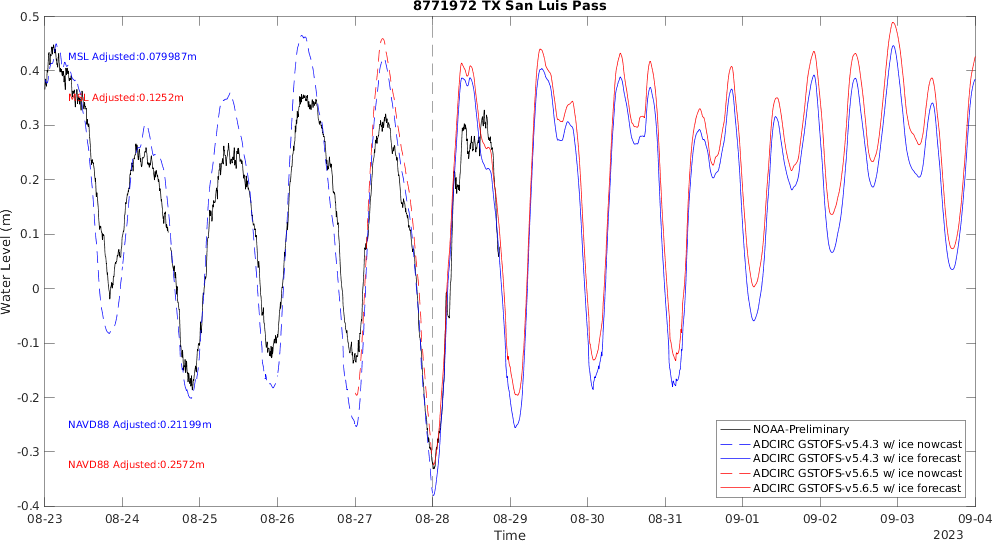 8771972 TX San Luis Pass
0.5
0.4
0.3
0.2
0.1
0
-0.1
-0.2
-0.3
-0.4
Water Level (m)
MSL Adjusted:0.079987m
MSL Adjusted:0.1252m
NAVD88 Adjusted:0.21199m
NAVD88 Adjusted:0.2572m
NOAA-Preliminary
ADCIRC GSTOFS-v5.4.3 w/ ice nowcast
ADCIRC GSTOFS-v5.4.3 w/ ice forecast
ADCIRC GSTOFS-v5.6.5 w/ ice nowcast
ADCIRC GSTOFS-v5.6.5 w/ ice forecast
08-23 08-24 08-25 08-26 08-27 08-28 08-29 08-30 08-31 09-01 09-02 09-03 09-04
Time
2023